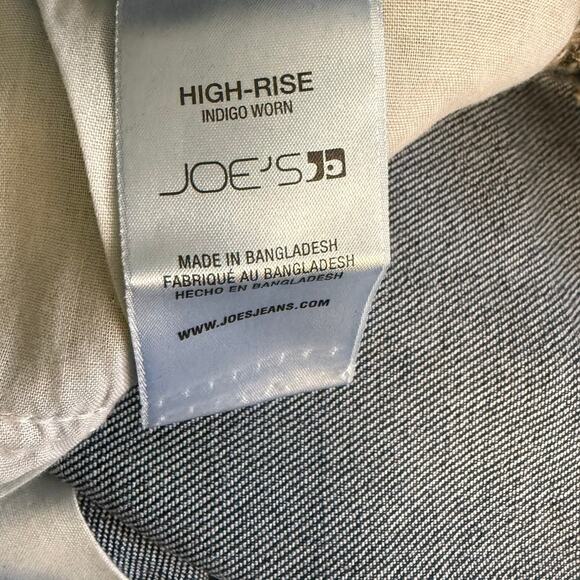 HIGH-RISE
INDIGO WORN
JOE'S
MADE IN BANGLADESH
FABRIQUÉ AU BANGLADESH
HECHO EN BANGLADESH
WWW.JOESJEANS.COM